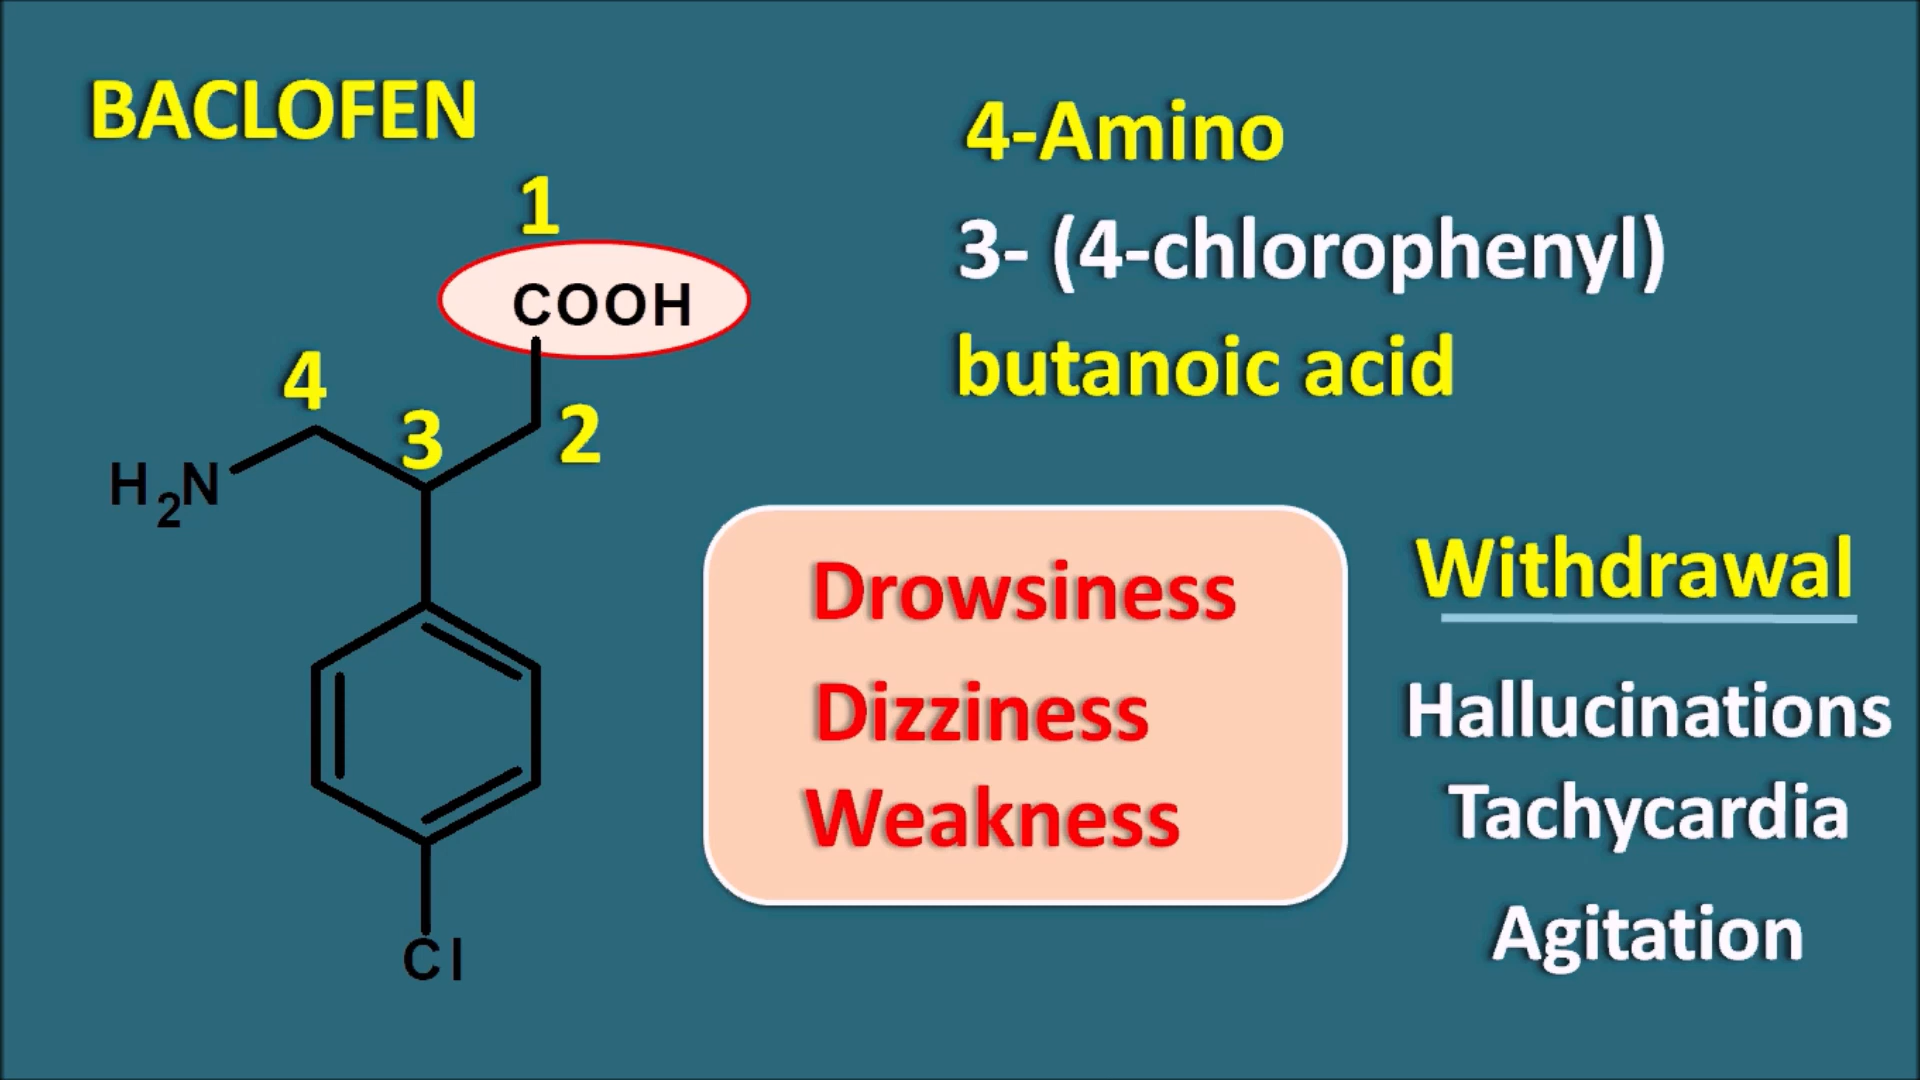 BACLOFEN
1
COOH
4
3
2
H2N
Cl
4-Amino
3- (4-chlorophenyl)
butanoic acid
Drowsiness
Dizziness
Weakness
Withdrawal
Hallucinations
Tachycardia
Agitation